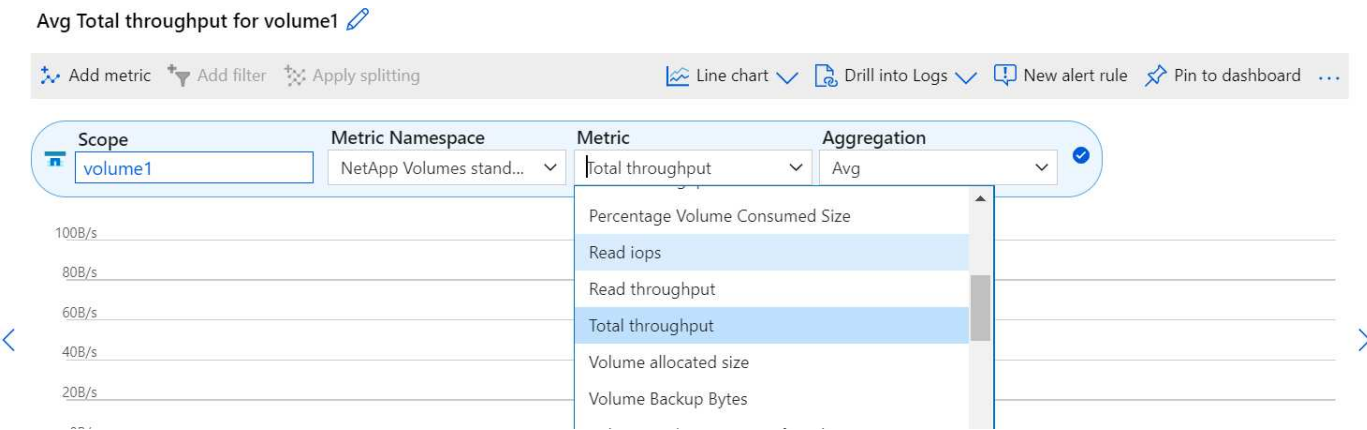 Avg Total throughput for volume1
Add metric Add filter Apply splitting Line chart Drill into Logs New alert rule Pin to dashboard ...
Scope Metric Namespace Metric Aggregation
volume1 NetApp Volumes stand... Total throughput Avg
Percentage Volume Consumed Size
100B/s
Read iops
80B/s
Read throughput
60B/s
Total throughput
40B/s
Volume allocated size
20B/s
Volume Backup Bytes